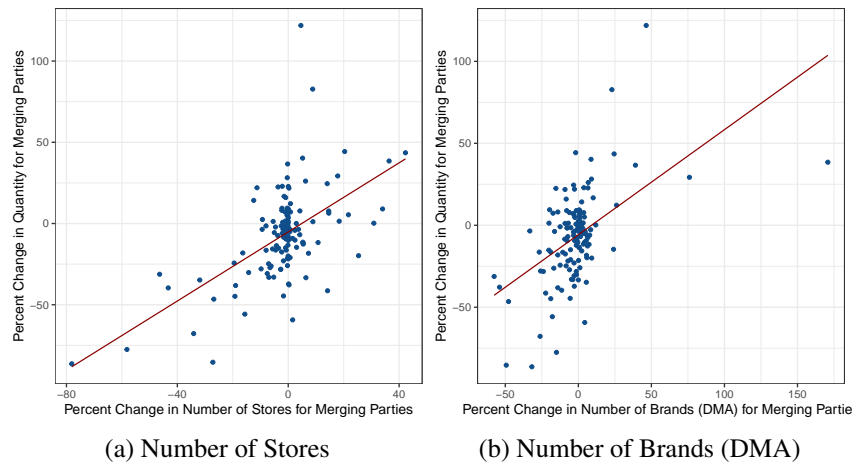 Percent Change in Quantity for Merging Parties
100
50
0
−50
−80
−40
0
40
Percent Change in Number of Stores for Merging Parties
(a) Number of Stores
Percent Change in Quantity for Merging Parties
100
50
0
−50
−50
0
50
100
150
Percent Change in Number of Brands (DMA) for Merging Partie
(b) Number of Brands (DMA)